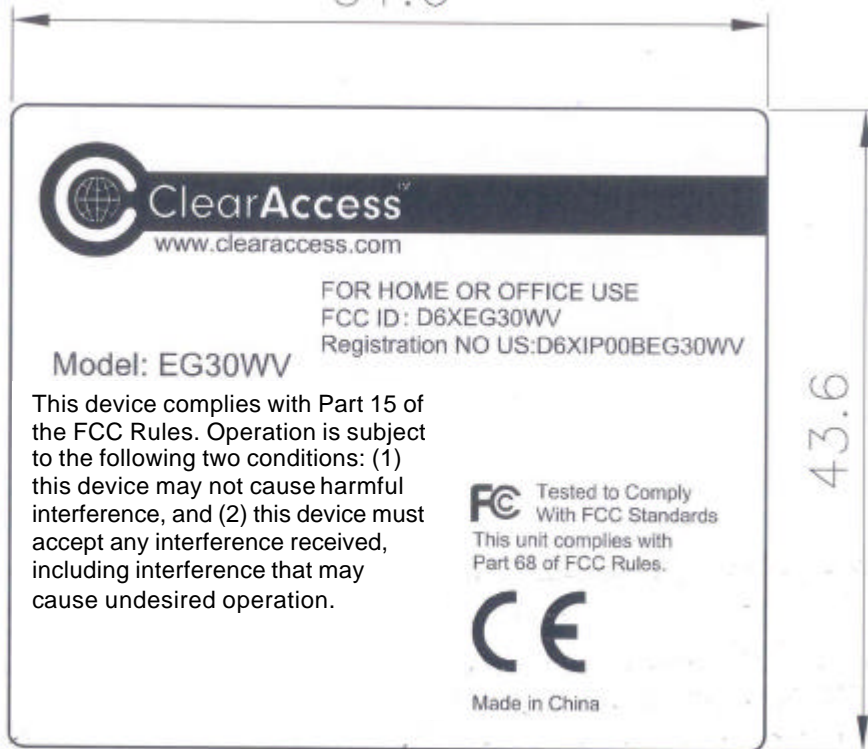 ClearAccess
www.clearaccess.com
FOR HOME OR OFFICE USE
FCC ID: D6XEG30WV
Registration NO US:D6XIP00BEG30WV
Model: EG30WV
This device complies with Part 15 of
the FCC Rules. Operation is subject
to the following two conditions: (1)
this device may not cause harmful
interference, and (2) this device must
accept any interference received,
including interference that may
cause undesired operation.
FC Tested to Comply
With FCC Standards
This unit complies with
Part 68 of FCC Rules.
CE
Made in China
43.6